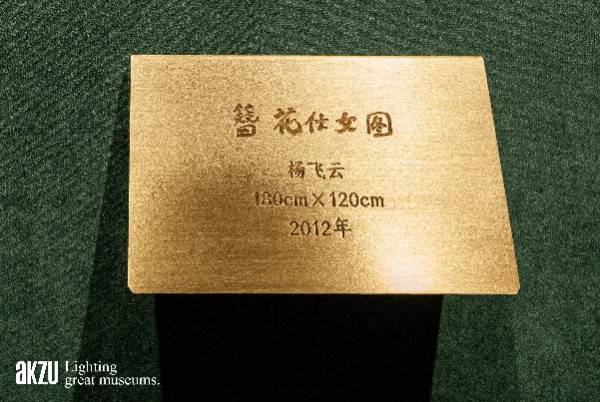 簪花仕女图
杨飞云
180cm×120cm
2012年
aKZU Lighting
great museums.